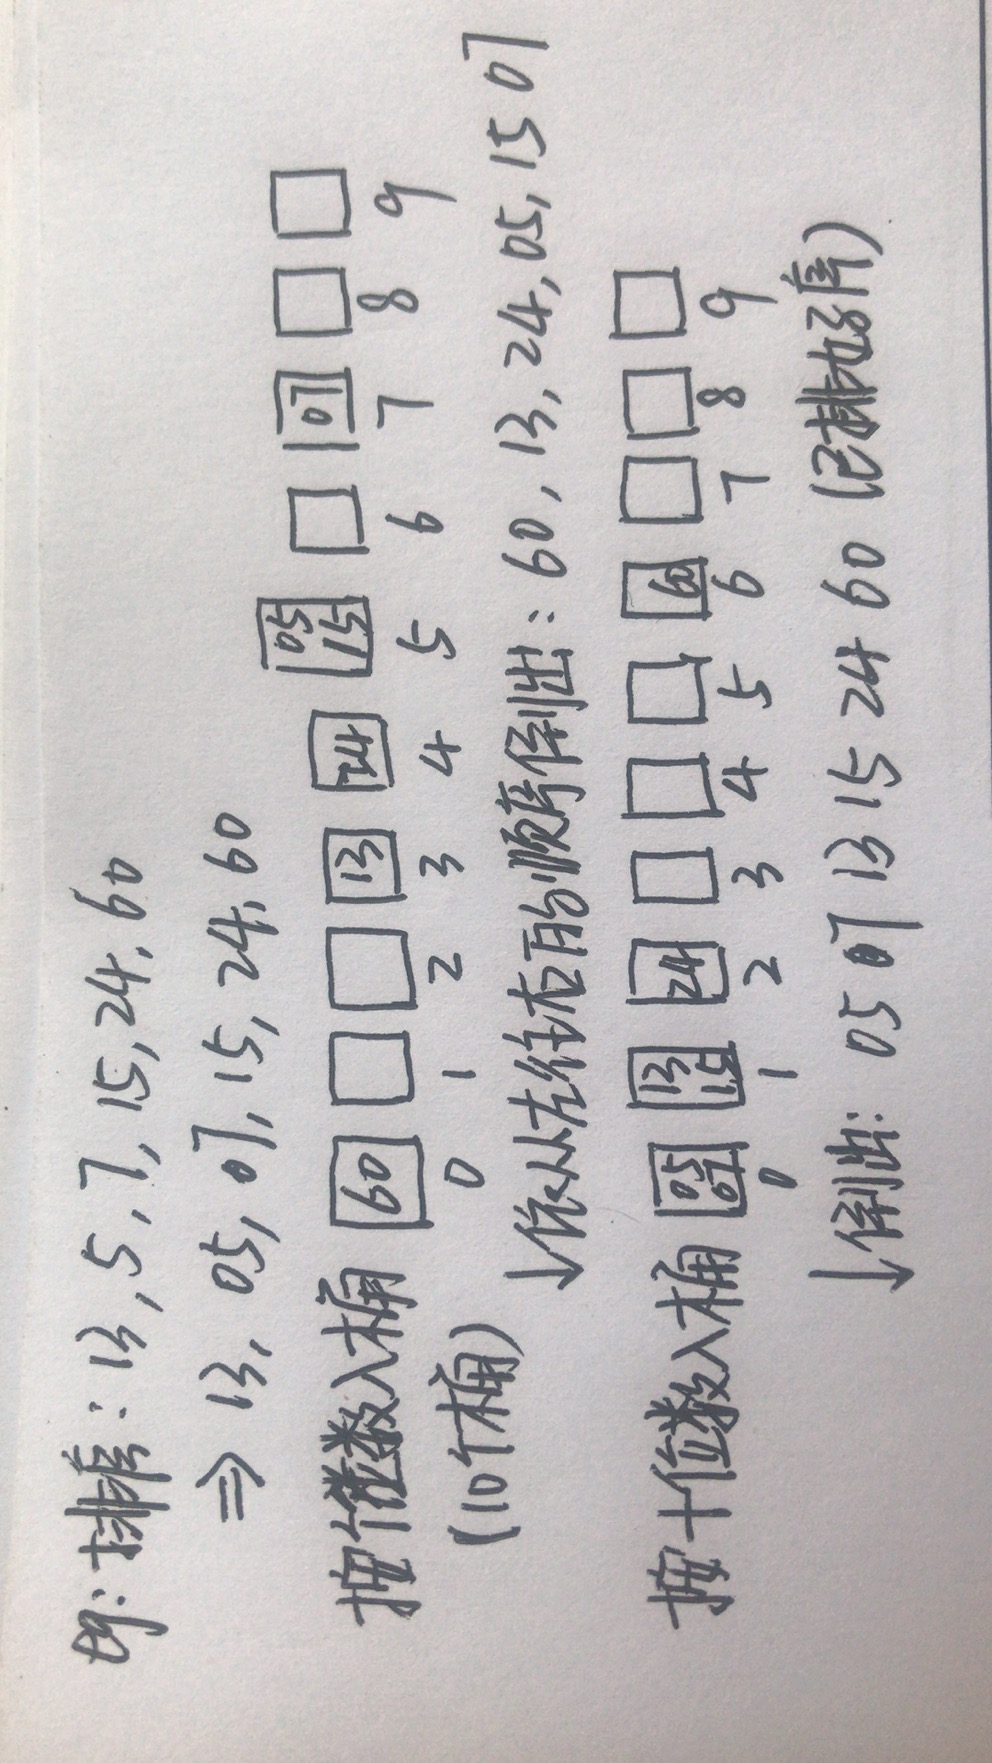 eg: 排序: 13, 5, 7, 15, 24, 60
⇒ 13, 05, 07, 15, 24, 60
按个位数入桶 60 13 24 05 15 07
(10个桶) 0 1 2 3 4 5 6 7 8 9
↓依从左往右的顺序倒出: 60, 13, 24, 05, 15 07
按十位数入桶 05 07 13 15 24 60
0 1 2 3 4 5 6 7 8 9
↓倒出: 05 07 13 15 24 60 (已排好序)